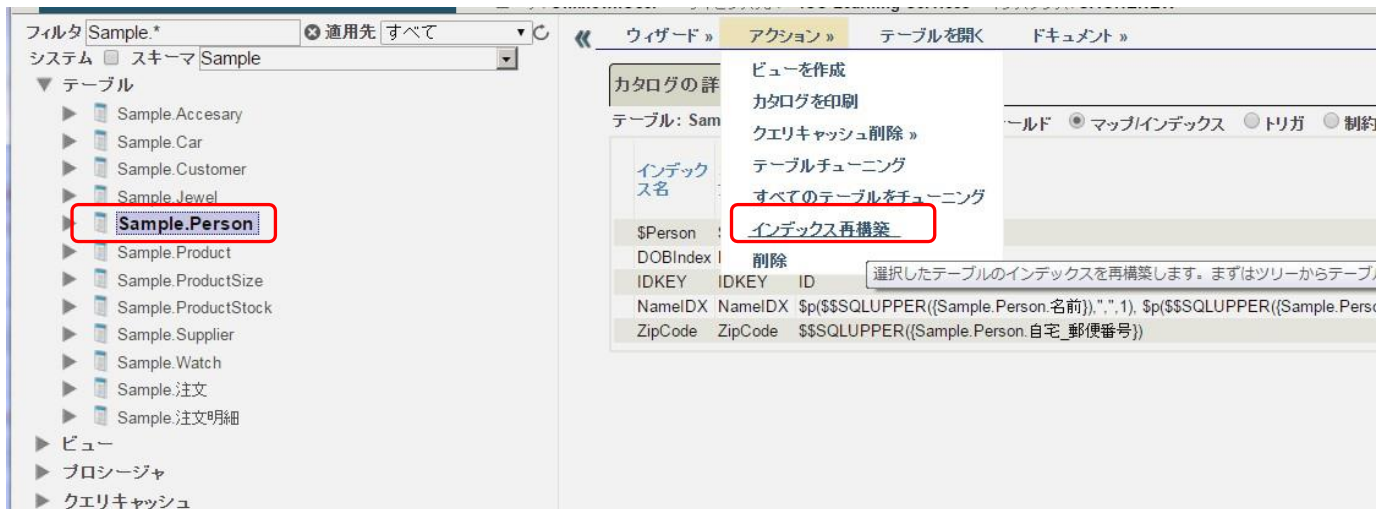 フィルタ Sample.* 適用先 すべて
システム スキーマ Sample
テーブル
Sample.Accesary
Sample.Car
Sample.Customer
Sample.Jewel
Sample.Person
Sample.Product
Sample.ProductSize
Sample.ProductStock
Sample.Supplier
Sample.Watch
Sample.注文
Sample.注文明細
ビュー
プロシージャ
クエリキャッシュ
« ウィザード » アクション » テーブルを開く ドキュメント »
ビューを作成
カタログを印刷
クエリキャッシュ削除 »
テーブルチューニング
すべてのテーブルをチューニング
インデックス再構築
削除
選択したテーブルのインデックスを再構築します。まずはツリーからテーブル
カタログの詳
テーブル: Sam ールド マップ/インデックス トリガ 制約
インデック
ス名
$Person
DOBIndex
IDKEY IDKEY ID
NameIDX NameIDX $p($$SQLUPPER({Sample.Person.名前}),",",1), $p($$SQLUPPER({Sample.Perso
ZipCode ZipCode $$SQLUPPER({Sample.Person.自宅_郵便番号})